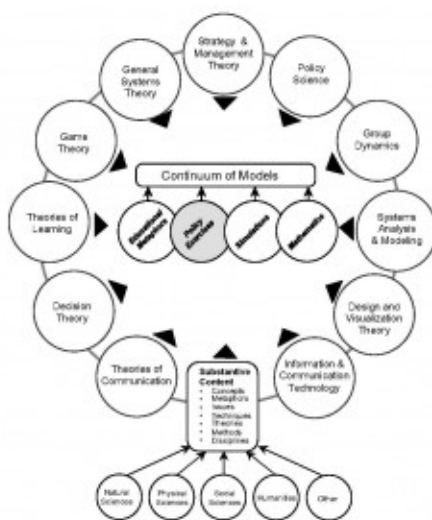 Strategy &
Management
Theory
General
Systems
Theory
Policy
Science
Game
Theory
Group
Dynamics
Continuum of Models
Theories
of
Learning
Educational
Metaphors
Policy
Exercises
Simulations
Mathematics
Systems
Analysis
& Modeling
Decision
Theory
Design and
Visualization
Theory
Theories of
Communication
Substantive
Content
• Concepts
• Metaphors
• Issues
• Techniques
• Theories
• Methods
• Disciplines
Information &
Communication
Technology
Natural
Sciences
Physical
Sciences
Social
Sciences
Humanities
Other